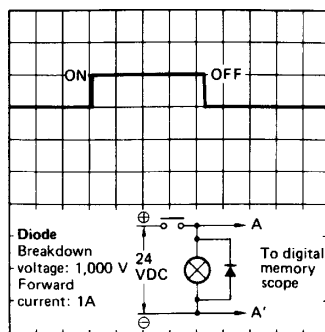 ON
OFF
⊕
A
Diode
Breakdown
voltage: 1,000 V
Forward
current: 1A
24
VDC
To digital
memory
scope
A'
⊖